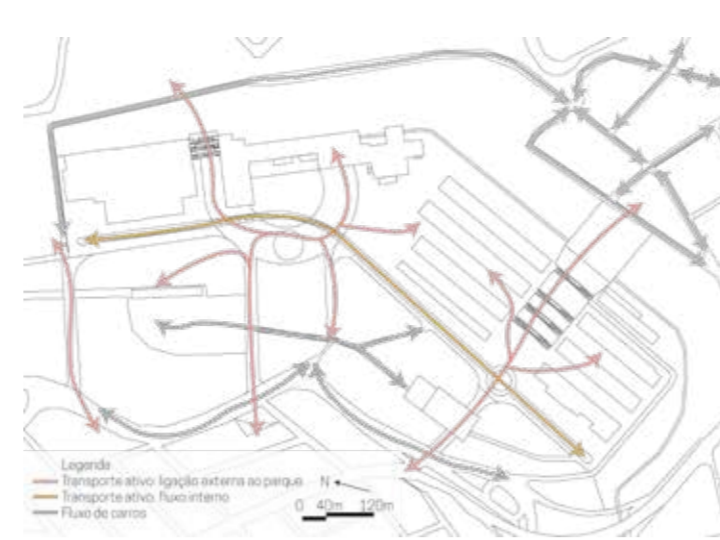 Legenda
Transporte ativo: ligação externa ao parque
Transporte ativo: fluxo interno
Fluxo de carros
N
0 40m 120m